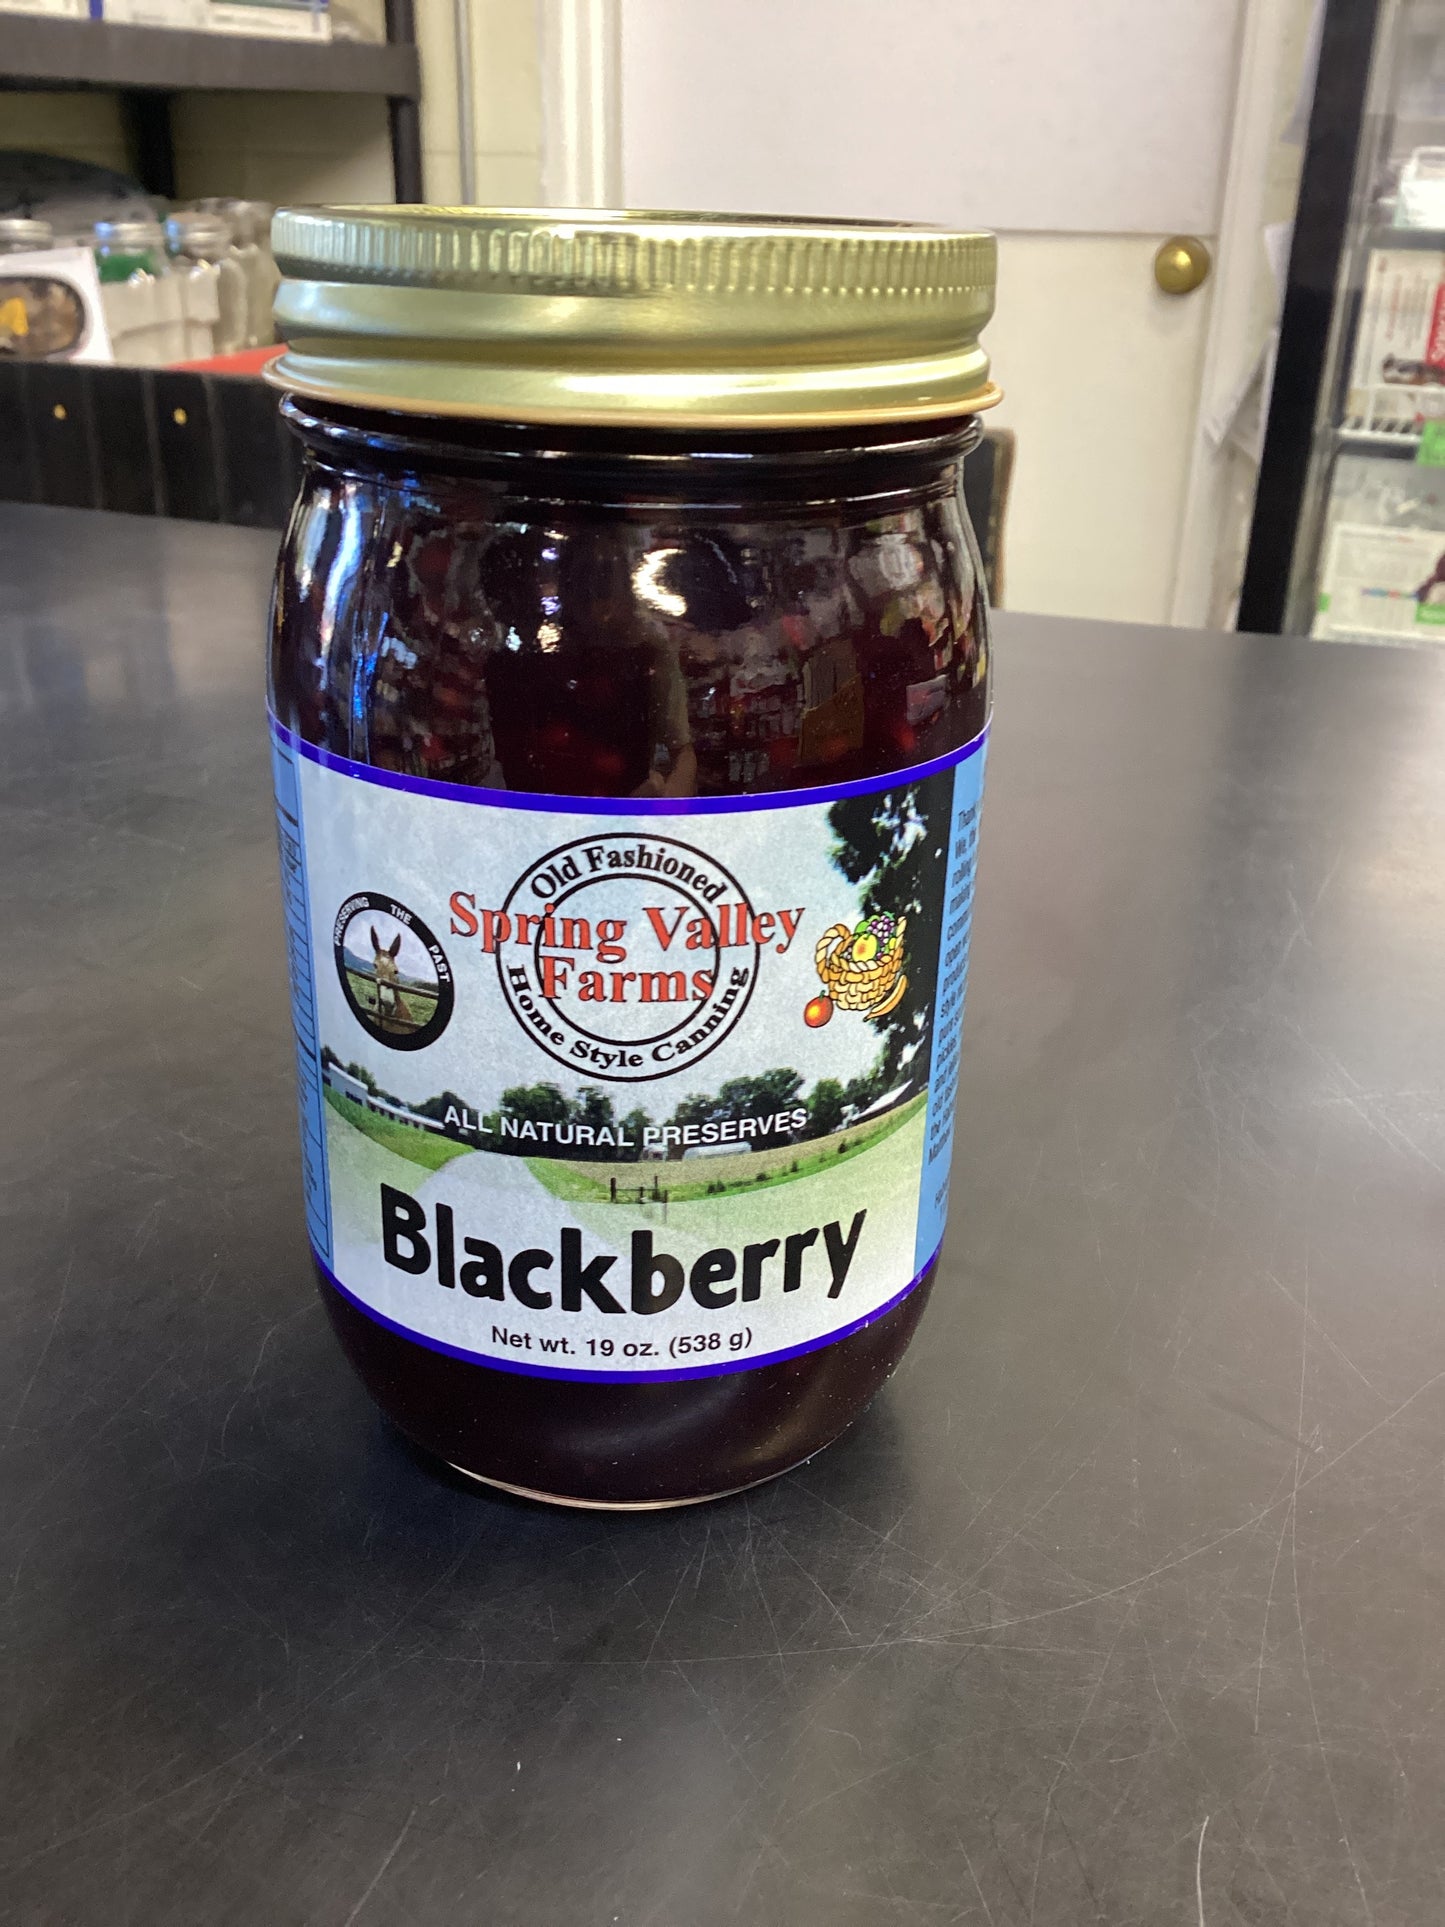 PRESERVING THE PAST
Old Fashioned
Spring Valley
Farms
Home Style Canning
ALL NATURAL PRESERVES
Blackberry
Net wt. 19 oz. (538 g)